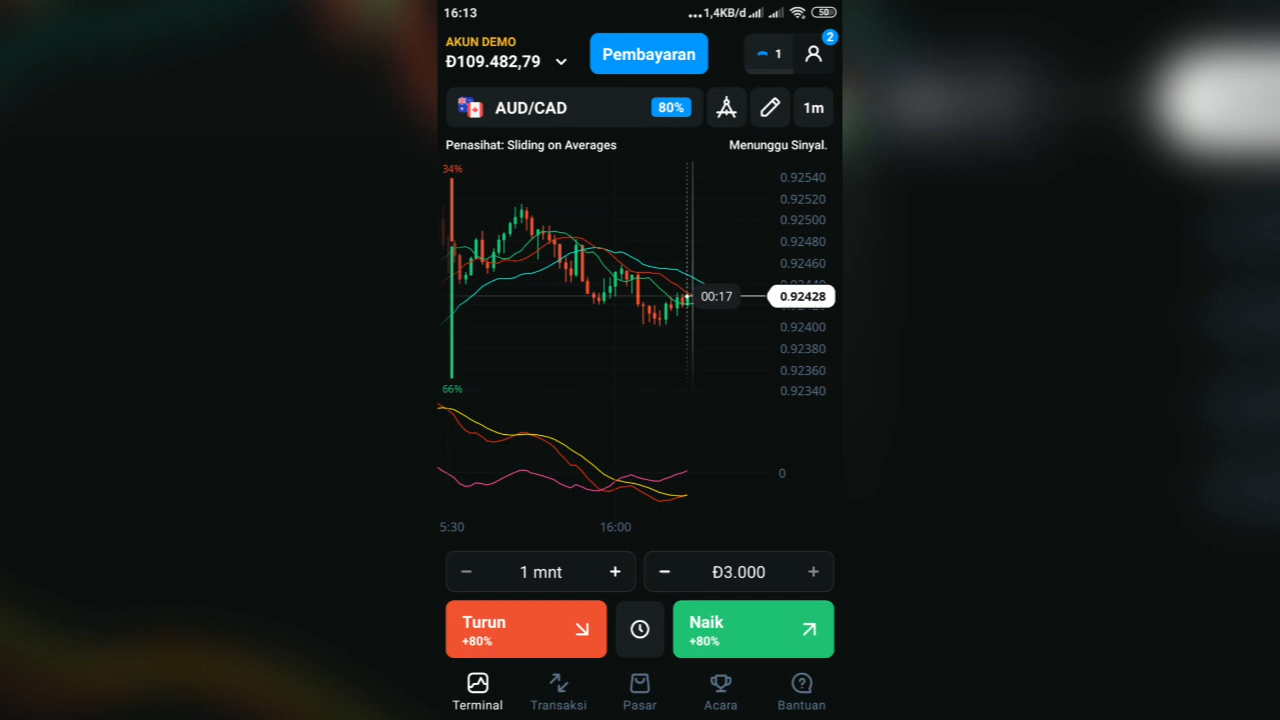 16:13
...1,4KB/d
50
AKUN DEMO
Đ109.482,79
Pembayaran
1
2
AUD/CAD
80%
1m
Penasihat: Sliding on Averages
Menunggu Sinyal.
34%
0.92540
0.92520
0.92500
0.92480
0.92460
00:17
0.92428
0.92400
0.92380
0.92360
66%
0.92340
0
5:30
16:00
− 1 mnt +
− Đ3.000 +
Turun
+80%
Naik
+80%
Terminal
Transaksi
Pasar
Acara
Bantuan